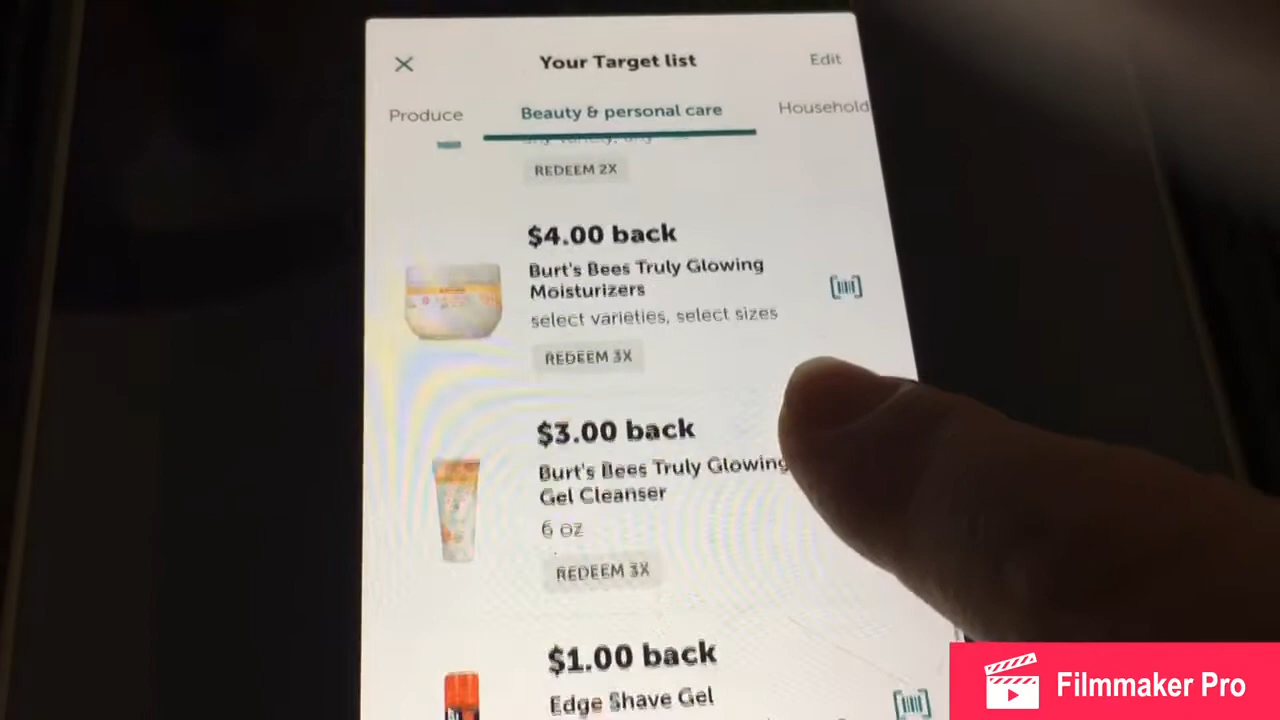 Your Target list
Edit
Produce
Beauty & personal care
Household
REDEEM 2X
$4.00 back
Burt's Bees Truly Glowing
Moisturizers
select varieties, select sizes
REDEEM 3X
$3.00 back
Burt's Bees Truly Glowing
Gel Cleanser
6 oz
REDEEM 3X
$1.00 back
Edge Shave Gel
Filmmaker Pro